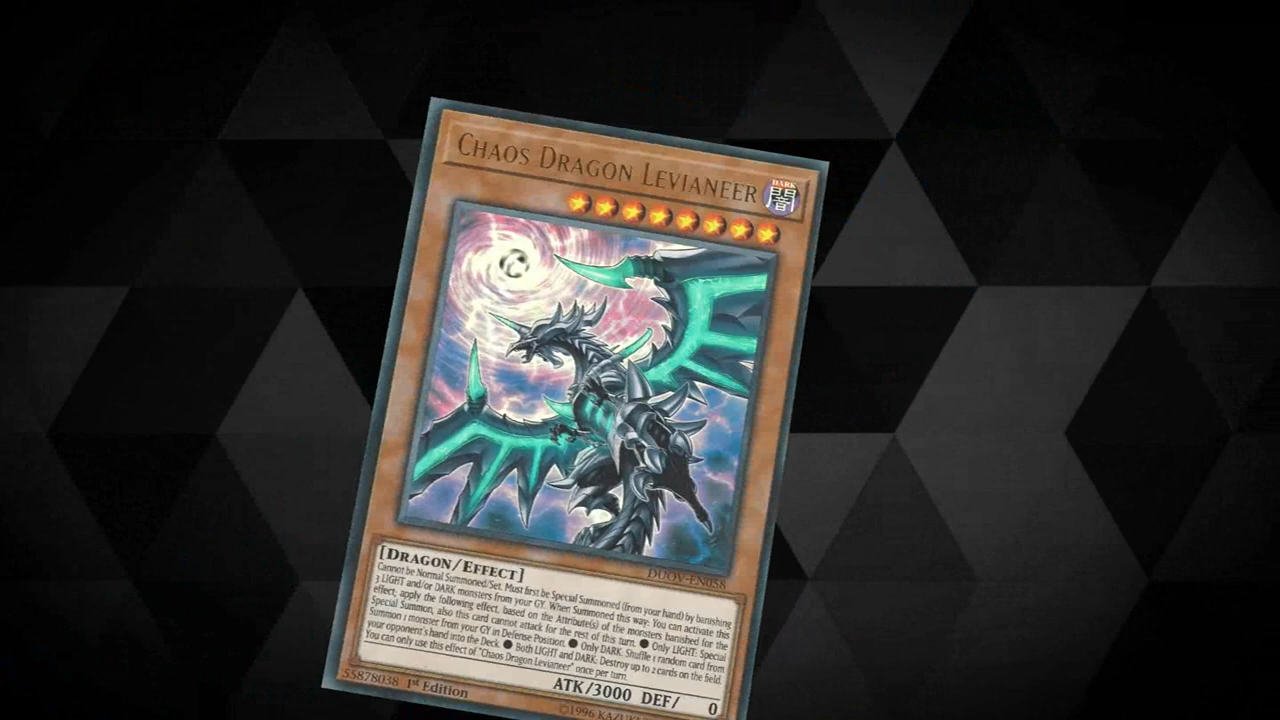 CHAOS DRAGON LEVIANEER
DARK
闇
DUOV-EN058
[DRAGON/EFFECT]
Cannot be Normal Summoned/Set. Must first be Special Summoned (from your hand) by banishing
3 LIGHT and/or DARK monsters from your GY. When Summoned this way: You can activate this
effect; apply the following effect, based on the Attribute(s) of the monsters banished for the
Special Summon, also this card cannot attack for the rest of this turn. ● Only LIGHT: Special
Summon 1 monster from your GY in Defense Position. ● Only DARK: Shuffle 1 random card from
your opponent's hand into the Deck. ● Both LIGHT and DARK: Destroy up to 2 cards on the field.
You can only use this effect of "Chaos Dragon Levianeer" once per turn.
ATK/3000 DEF/ 0
55878038 1st Edition
©1996 KAZUKI